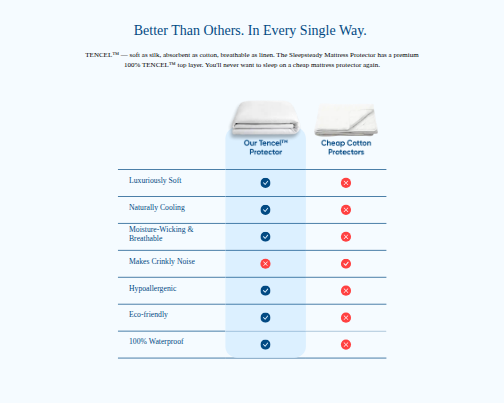 Better Than Others. In Every Single Way.
TENCEL™ — soft as silk, absorbent as cotton, breathable as linen. The Sleepsteady Mattress Protector has a premium
100% TENCEL™ top layer. You'll never want to sleep on a cheap mattress protector again.
Our Tencel™ Cheap Cotton
Protector Protectors
Luxuriously Soft
Naturally Cooling
Moisture-Wicking &
Breathable
Makes Crinkly Noise
Hypoallergenic
Eco-friendly
100% Waterproof